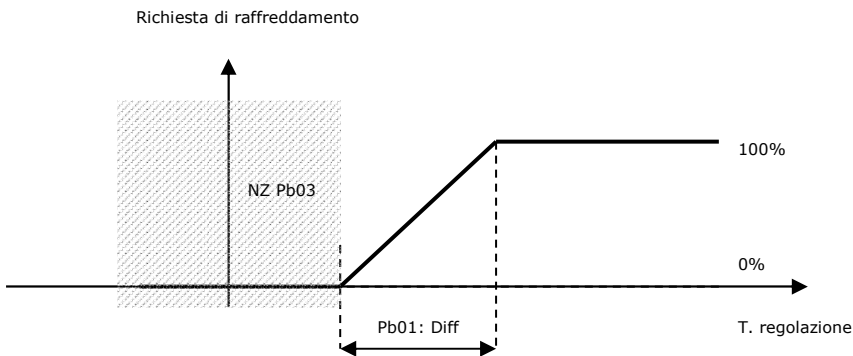 Richiesta di raffreddamento
100%
NZ Pb03
0%
Pb01: Diff
T. regolazione